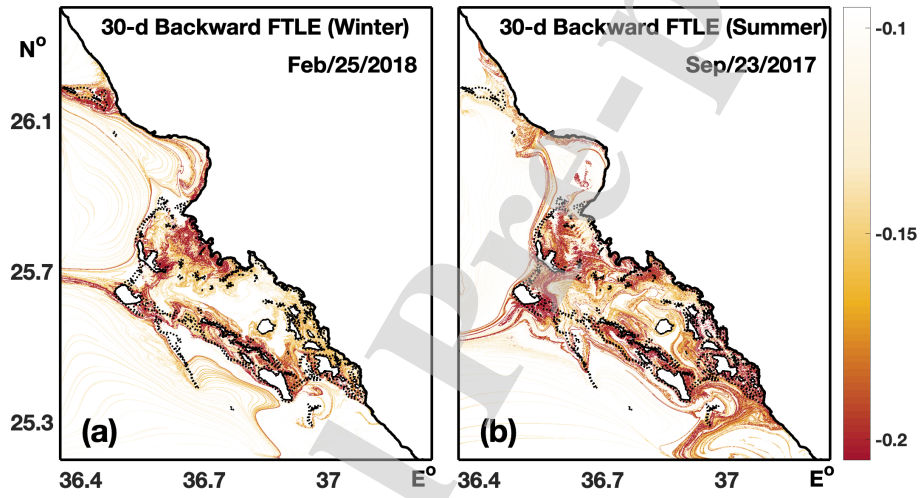 30-d Backward FTLE (Winter)
Feb/25/2018
30-d Backward FTLE (Summer)
Sep/23/2017
N°
26.1
25.7
25.3
(a)
(b)
36.4
36.7
37
E°
36.4
36.7
37
E°
-0.1
-0.15
-0.2
l Pre-p